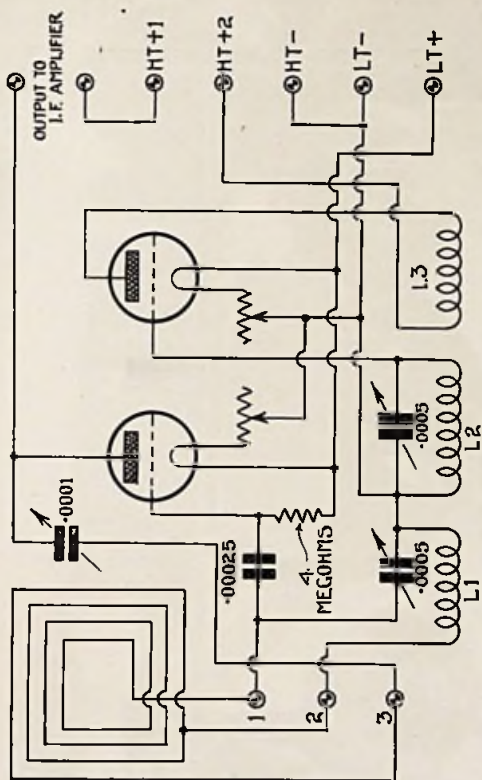 OUTPUT TO
I.F. AMPLIFIER
HT+1
HT+2
HT-
LT-
LT+
·0001
·00025
4·
MEGOHMS
·0005
·0005
L1
L2
L3
1
2
3